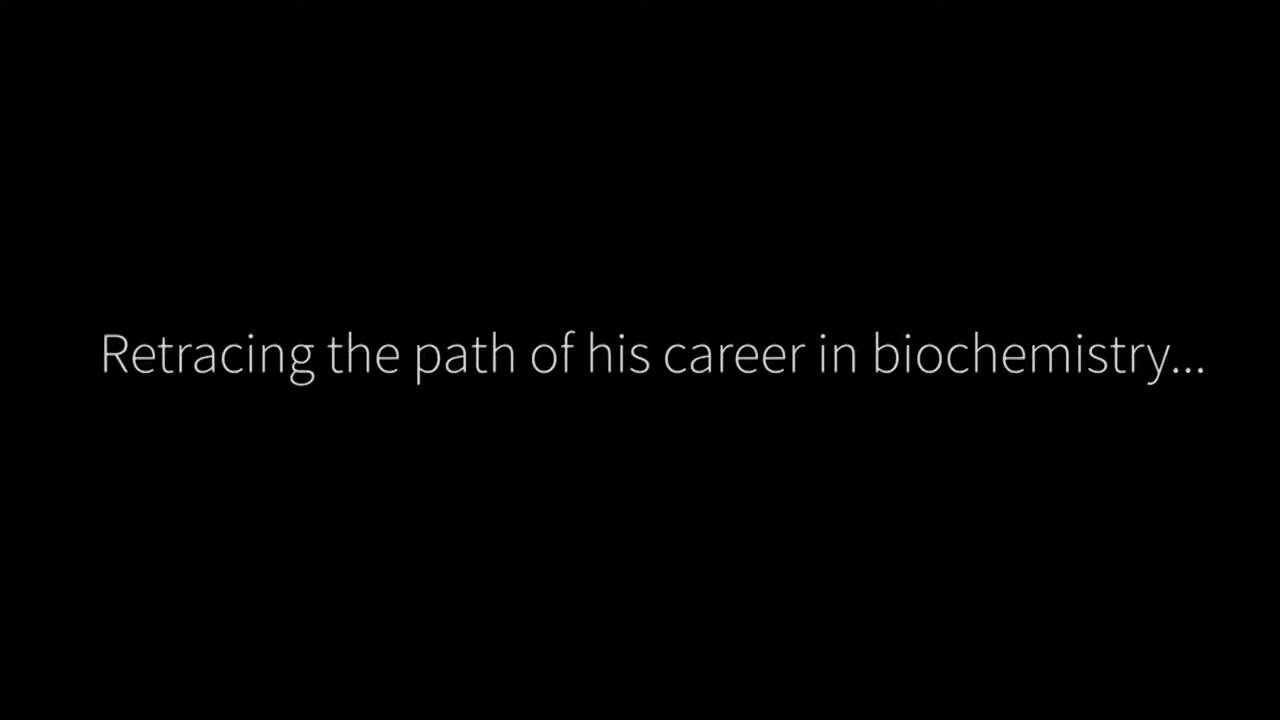 Retracing the path of his career in biochemistry...